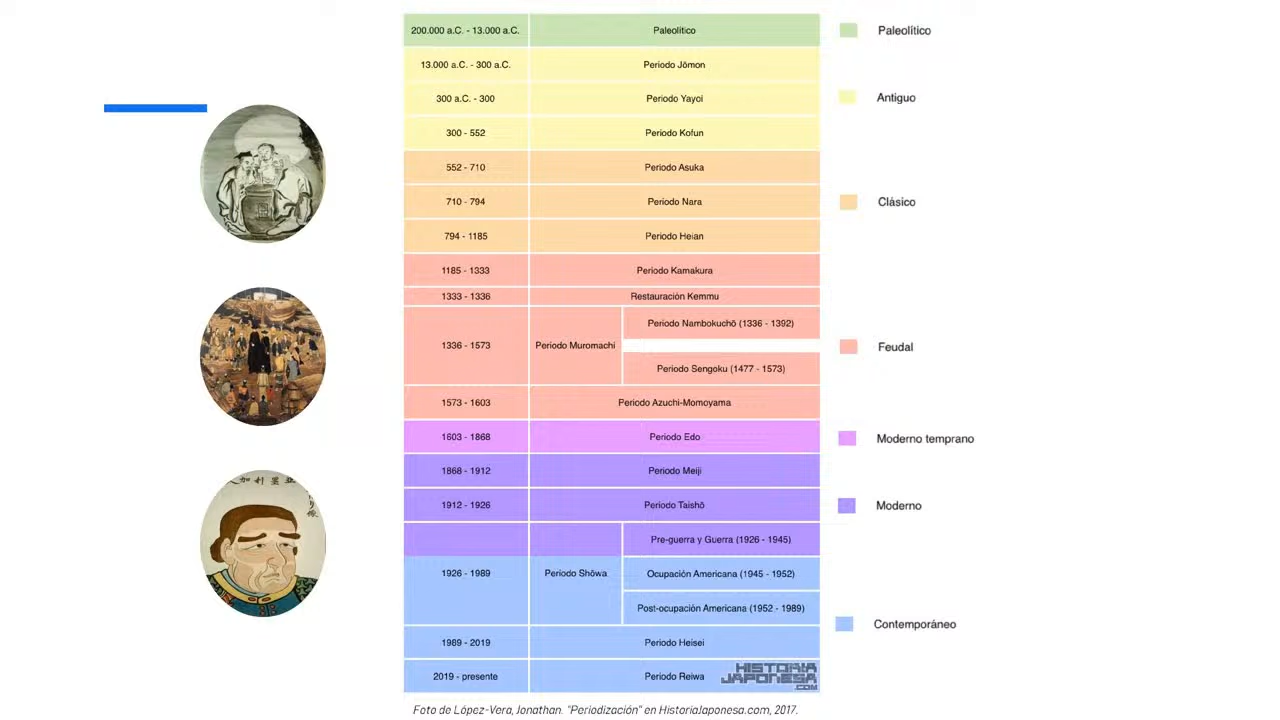 200.000 a.C. - 13.000 a.C. Paleolítico
13.000 a.C. - 300 a.C. Periodo Jōmon
300 a.C. - 300 Periodo Yayoi
300 - 552 Periodo Kofun
552 - 710 Periodo Asuka
710 - 794 Periodo Nara
794 - 1185 Periodo Heian
1185 - 1333 Periodo Kamakura
1333 - 1336 Restauración Kemmu
1336 - 1573 Periodo Muromachi
Periodo Nambokuchō (1336 - 1392)
Periodo Sengoku (1477 - 1573)
1573 - 1603 Periodo Azuchi-Momoyama
1603 - 1868 Periodo Edo
1868 - 1912 Periodo Meiji
1912 - 1926 Periodo Taishō
1926 - 1989 Periodo Shōwa
Pre-guerra y Guerra (1926 - 1945)
Ocupación Americana (1945 - 1952)
Post-ocupación Americana (1952 - 1989)
1989 - 2019 Periodo Heisei
2019 - presente Periodo Reiwa
HISTORIA
JAPONESA
.COM
Paleolítico
Antiguo
Clásico
Feudal
Moderno temprano
Moderno
Contemporáneo
Foto de López-Vera, Jonathan. "Periodización" en HistoriaJaponesa.com, 2017.